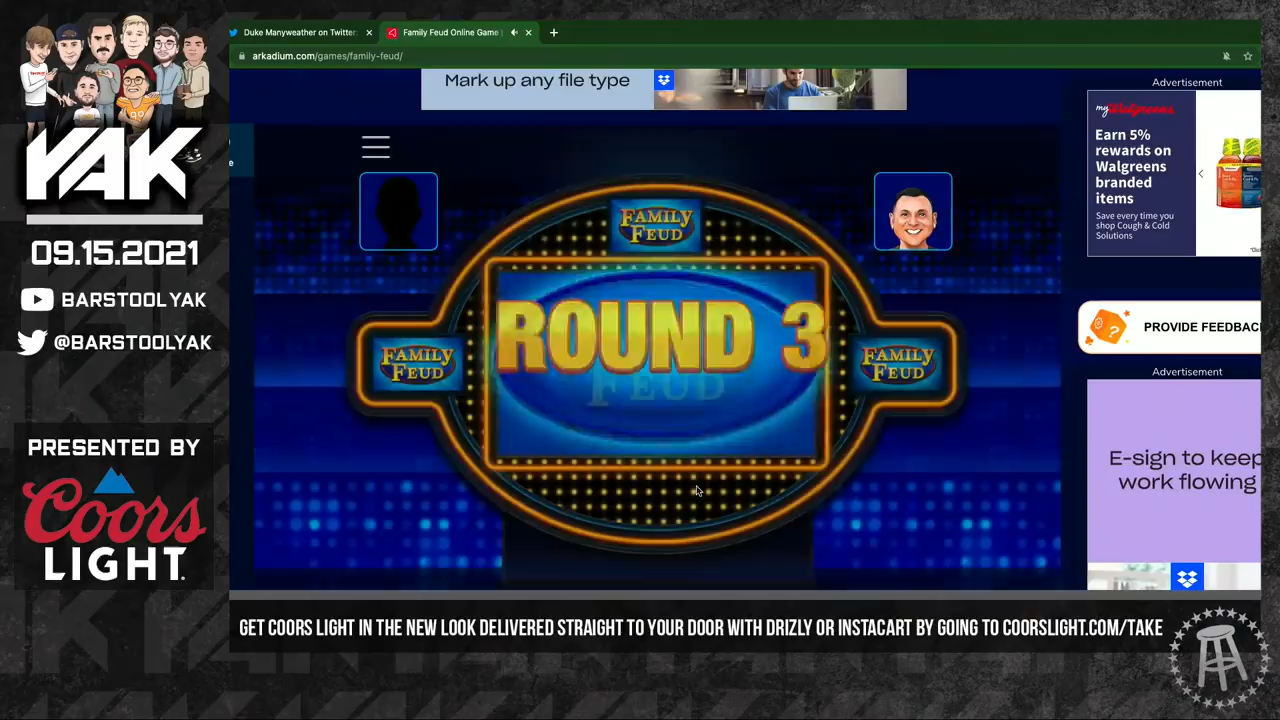 YAK
09.15.2021
BARSTOOLYAK
@BARSTOOLYAK
PRESENTED BY
Coors
LIGHT
Duke Manyweather on Twitter:
Family Feud Online Game |
arkadium.com/games/family-feud/
Mark up any file type
e
FAMILY
FEUD
ROUND 3
FEUD
FAMILY
FEUD
FAMILY
FEUD
Advertisement
my Walgreens
Earn 5%
rewards on
Walgreens
branded
items
Save every time you
shop Cough & Cold
Solutions
PROVIDE FEEDBAC
Advertisement
E-sign to keep
work flowing
GET COORS LIGHT IN THE NEW LOOK DELIVERED STRAIGHT TO YOUR DOOR WITH DRIZLY OR INSTACART BY GOING TO COORSLIGHT.COM/TAKE